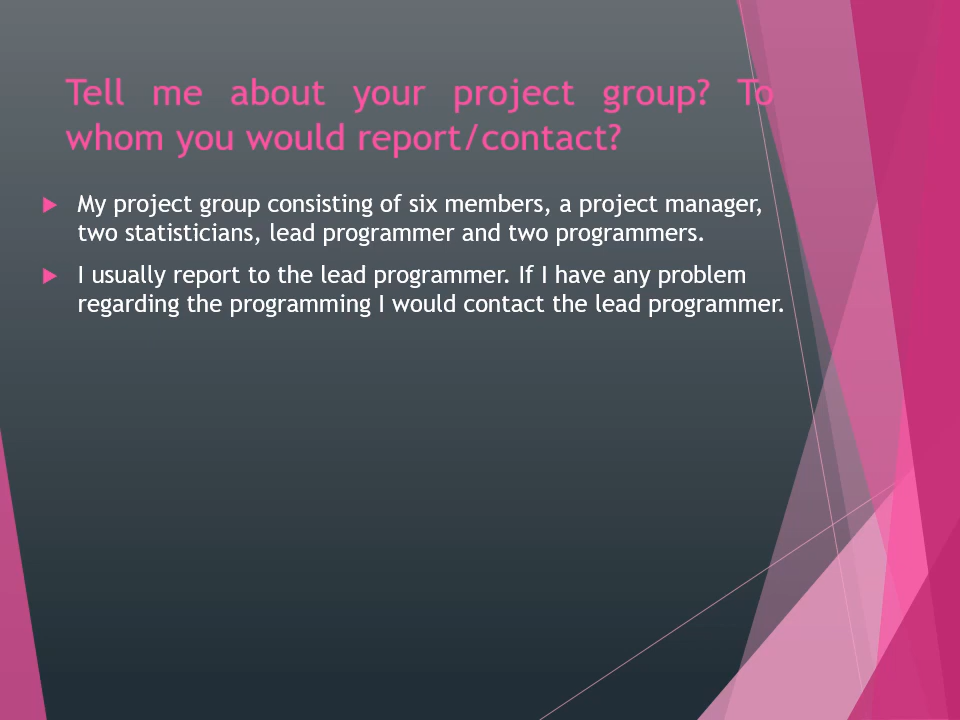 Tell me about your project group? To
whom you would report/contact?
My project group consisting of six members, a project manager,
two statisticians, lead programmer and two programmers.
I usually report to the lead programmer. If I have any problem
regarding the programming I would contact the lead programmer.